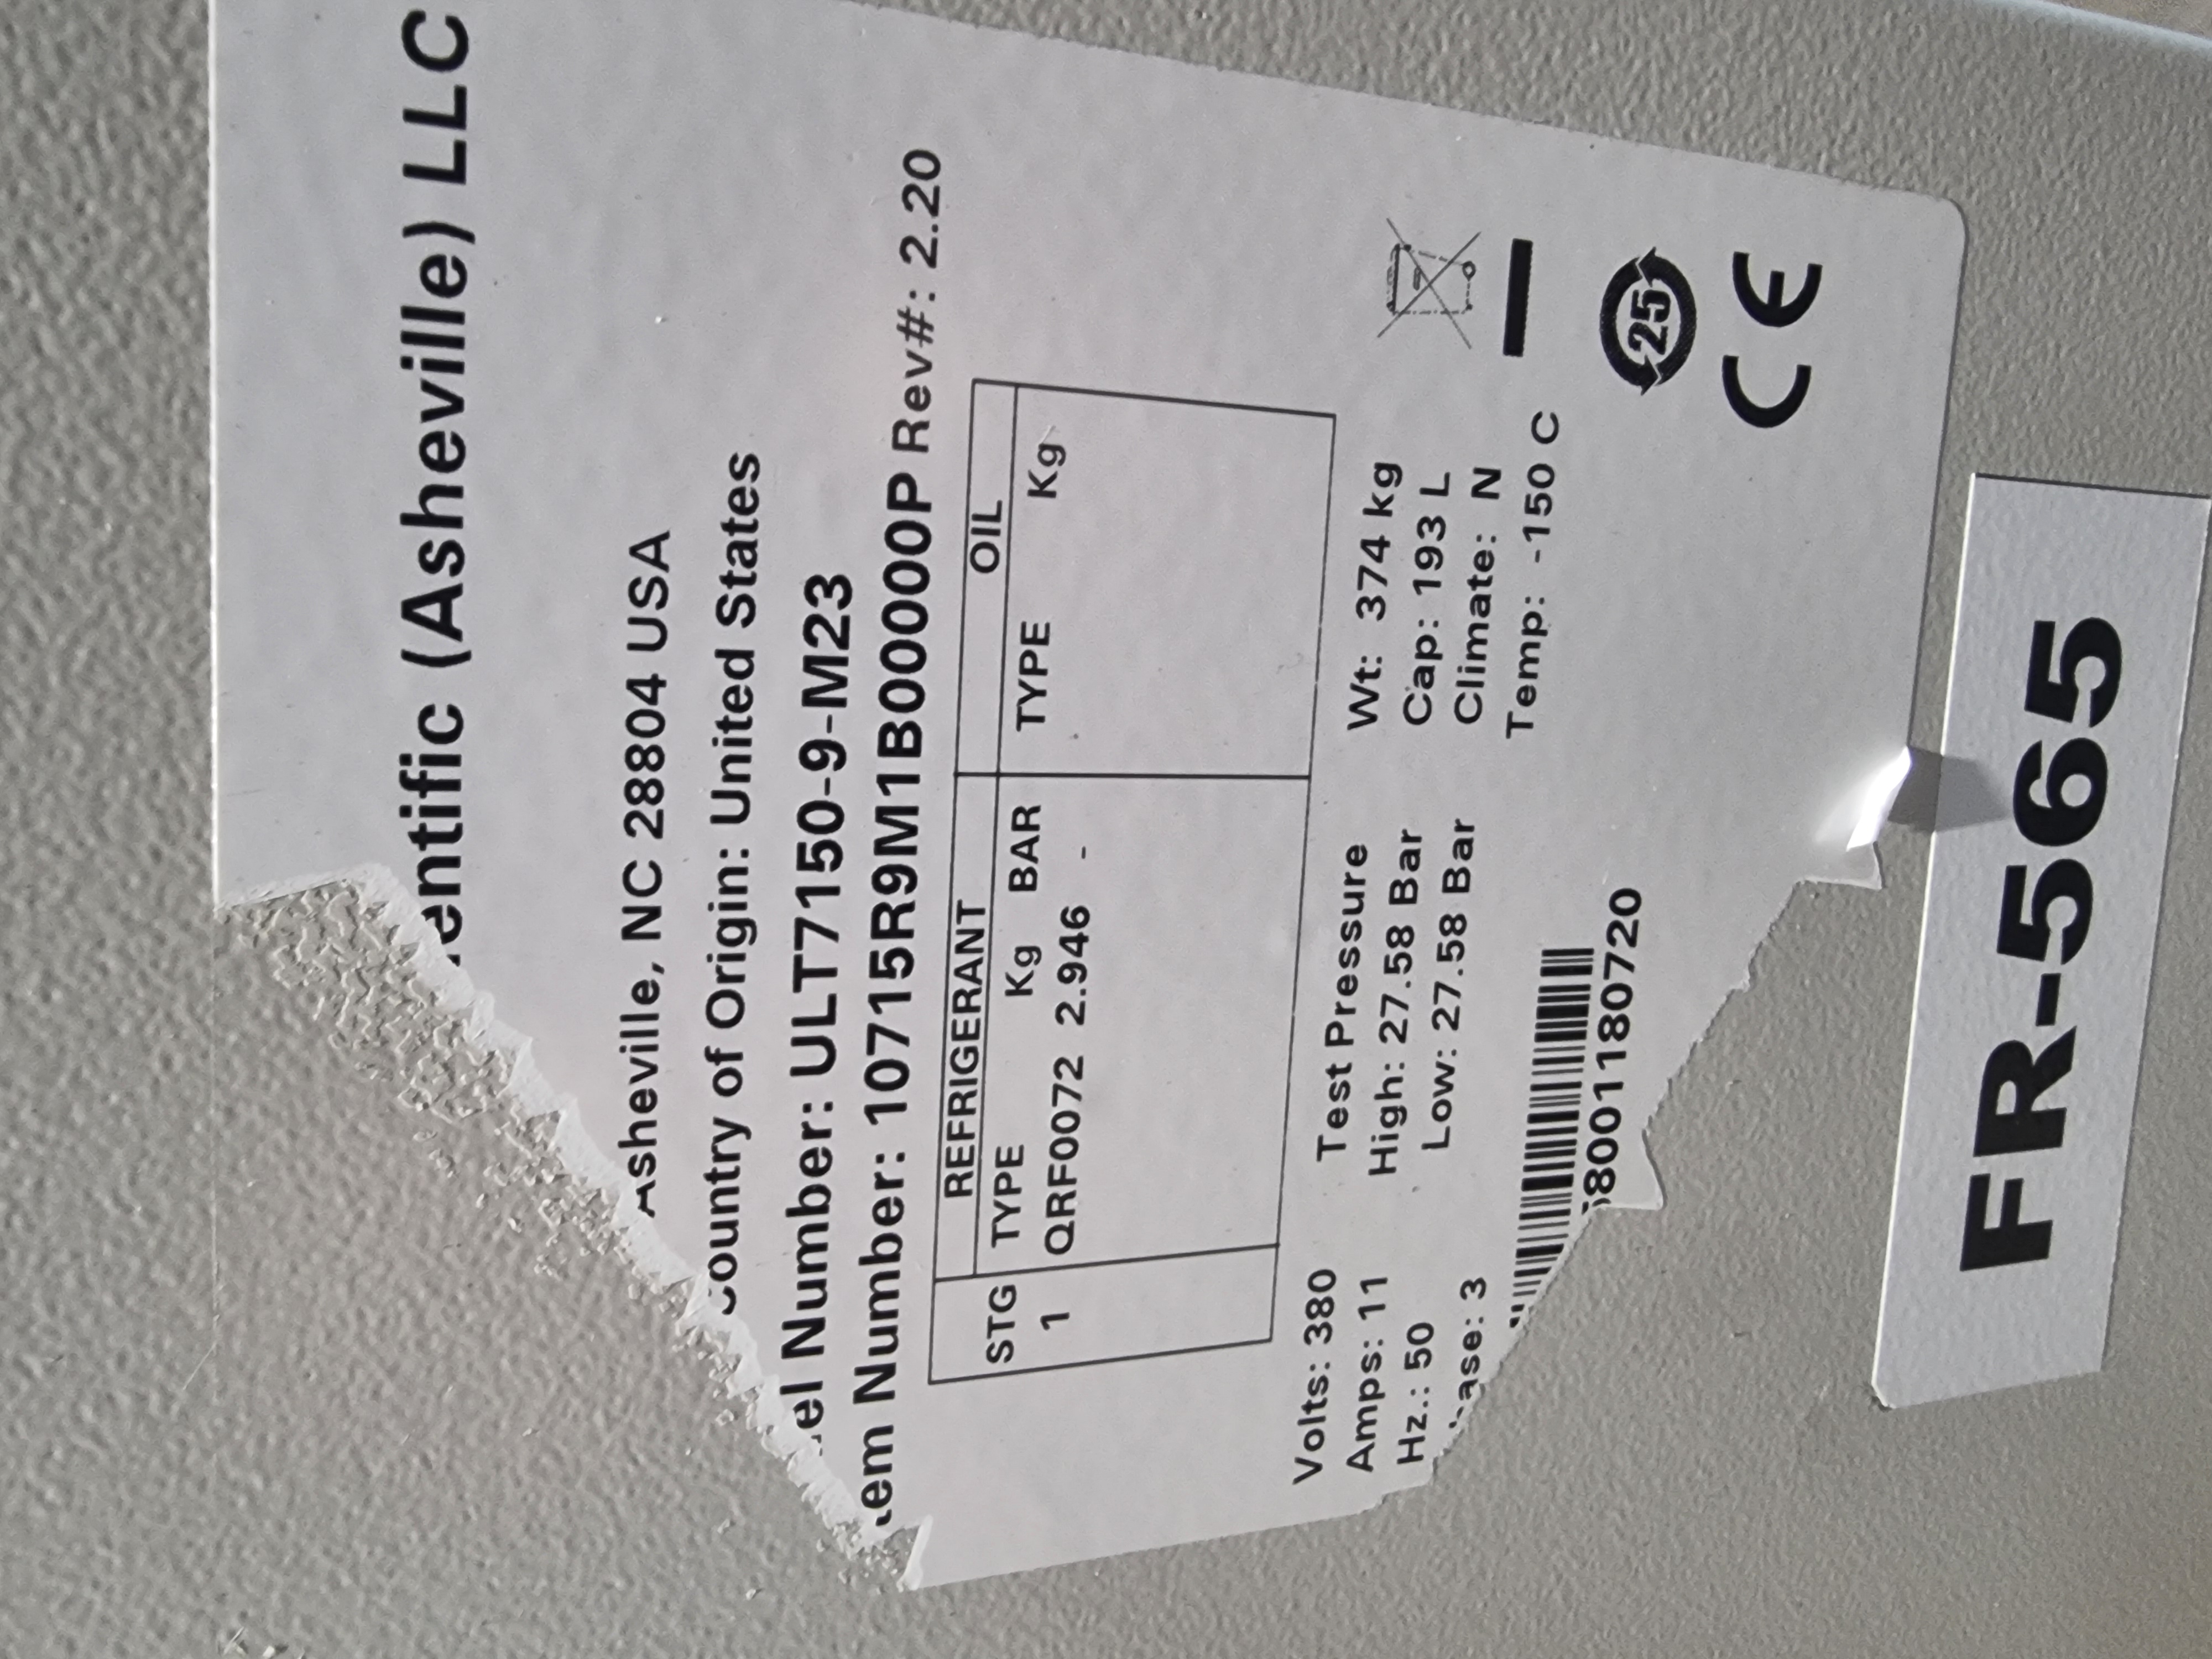 entific (Asheville) LLC
Asheville, NC 28804 USA
Country of Origin: United States
el Number: ULT7150-9-M23
em Number: 10715R9M1B00000P Rev#: 2.20
REFRIGERANT OIL
STG TYPE Kg BAR TYPE Kg
1 QRF0072 2.946 -
Volts: 380 Test Pressure Wt: 374 kg
Amps: 11 High: 27.58 Bar Cap: 193 L
Hz.: 50 Low: 27.58 Bar Climate: N
ase: 3 Temp: -150 C
8001180720
25
CE
FR-565